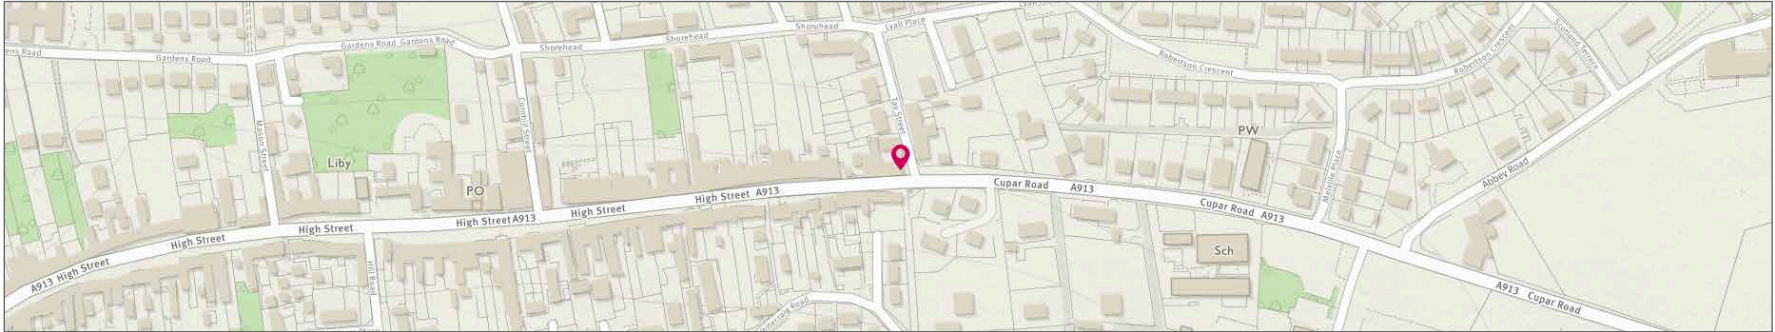 Lyall Place
Shorehead
Shorehead
Shorehead
Gardens Road Gardens Road
Gardens Road
ens Road
Robertson Crescent
Robertson Crescent
Scotland Terrace
Mason Street
Cornhill Street
Tay Street
Liby
PO
PW
Sch
Melville Place
Abbey Road
A913 High Street
High Street
High Street
High Street A913
High Street
High Street A913
Cupar Road A913
Cupar Road A913
A913 Cupar Road
Hill Road